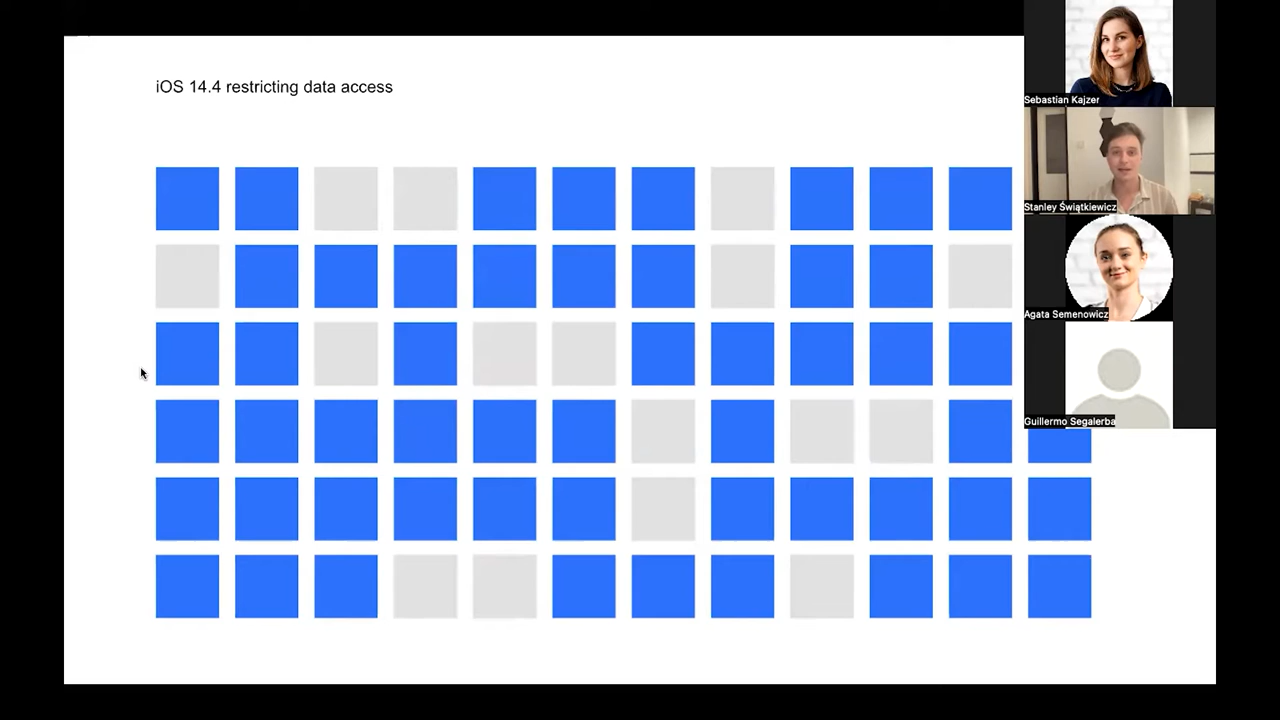 iOS 14.4 restricting data access
Sebastian Kajzer
Stanley Świątkiewicz
Agata Semenowicz
Guillermo Segalerba